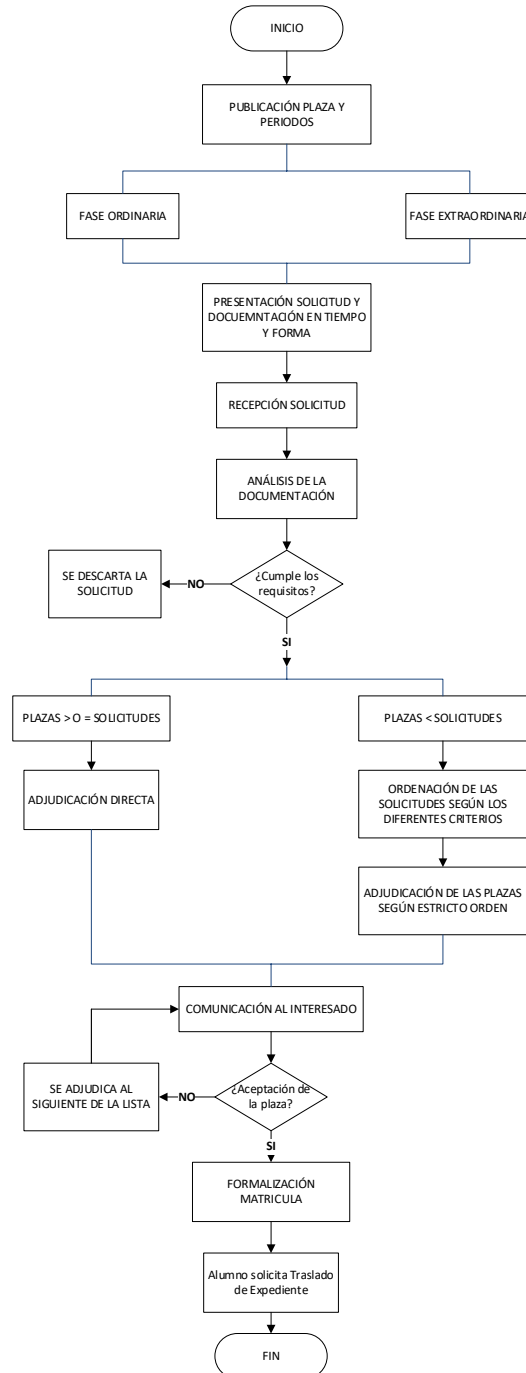 INICIO
PUBLICACIÓN PLAZA Y
PERIODOS
FASE ORDINARIA
FASE EXTRAORDINARIA
PRESENTACIÓN SOLICITUD Y
DOCUEMNTACIÓN EN TIEMPO
Y FORMA
RECEPCIÓN SOLICITUD
ANÁLISIS DE LA
DOCUMENTACIÓN
¿Cumple los
requisitos?
NO
SE DESCARTA LA
SOLICITUD
SI
PLAZAS > O = SOLICITUDES
PLAZAS < SOLICITUDES
ADJUDICACIÓN DIRECTA
ORDENACIÓN DE LAS
SOLICITUDES SEGÚN LOS
DIFERENTES CRITERIOS
ADJUDICACIÓN DE LAS PLAZAS
SEGÚN ESTRICTO ORDEN
COMUNICACIÓN AL INTERESADO
¿Aceptación de
la plaza?
NO
SE ADJUDICA AL
SIGUIENTE DE LA LISTA
SI
FORMALIZACIÓN
MATRICULA
Alumno solicita Traslado
de Expediente
FIN